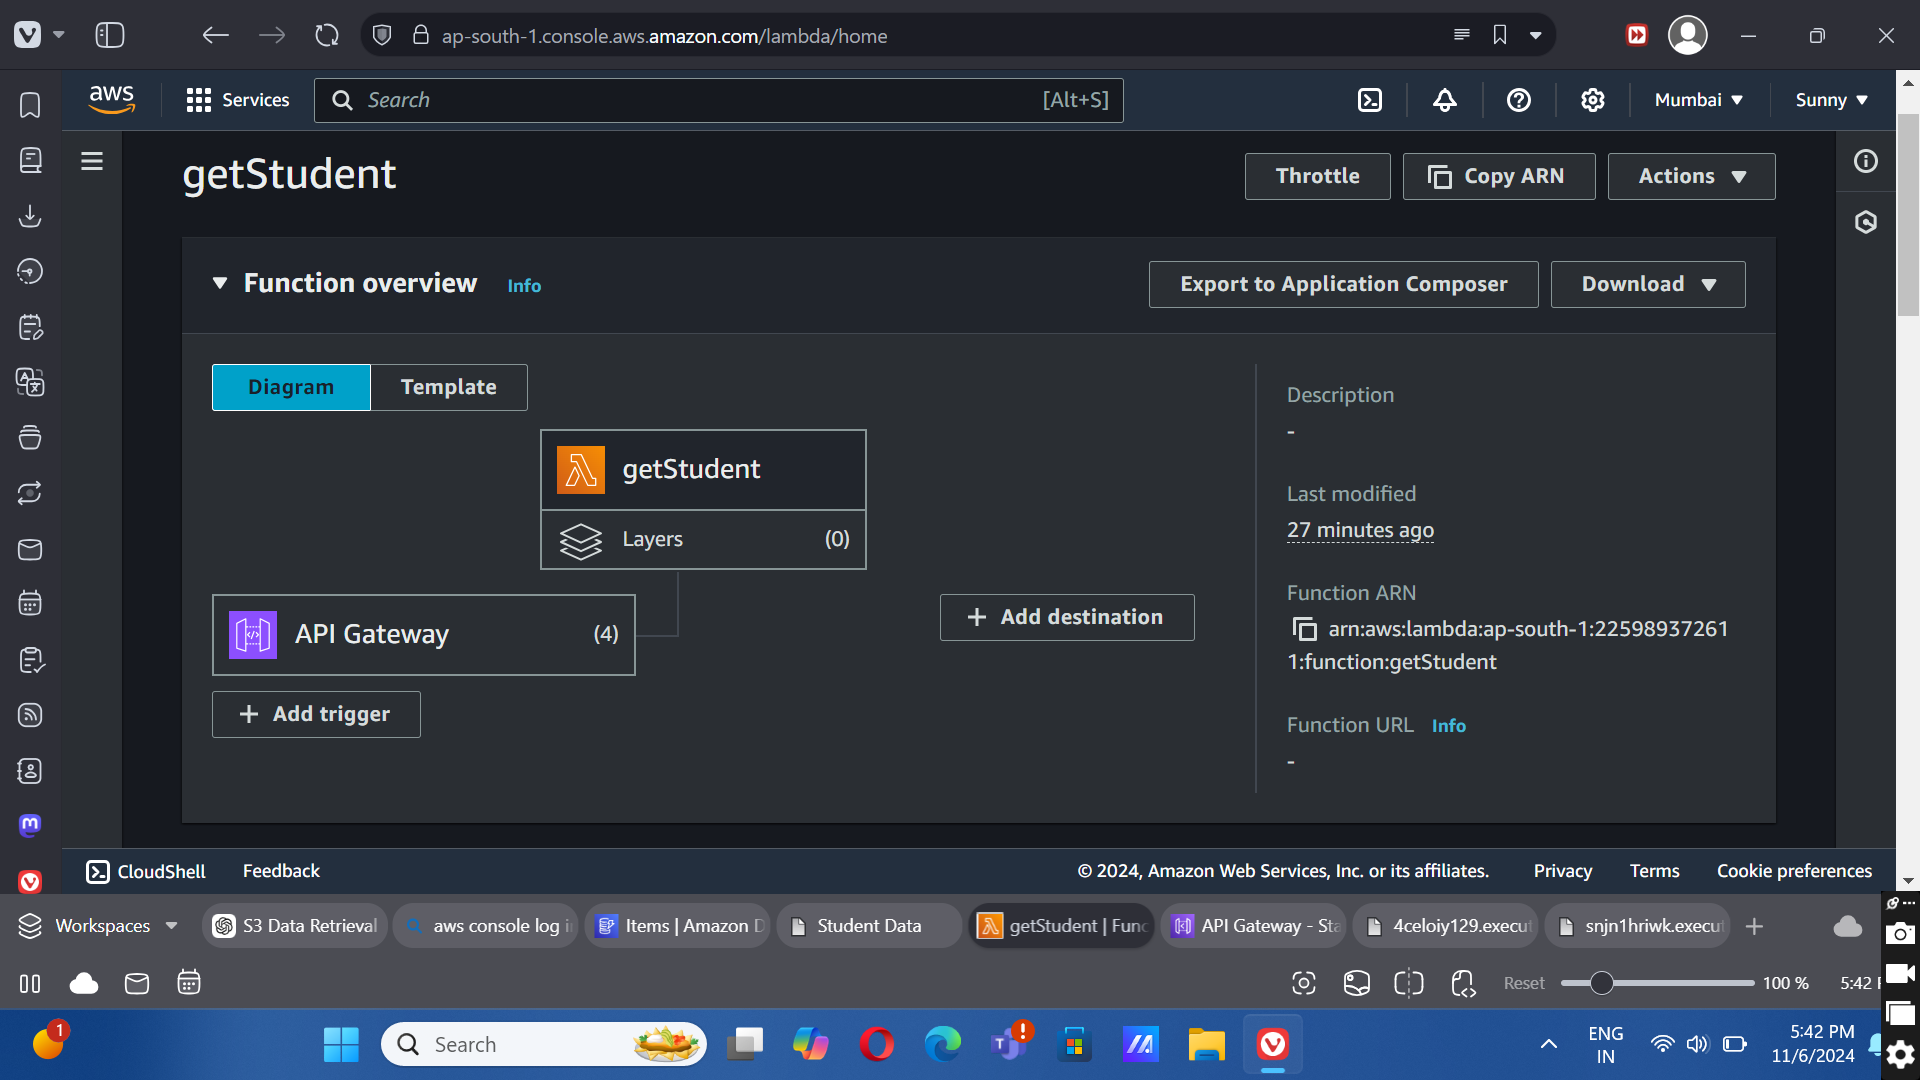 ap-south-1.console.aws.amazon.com/lambda/home
aws
Services
Search
[Alt+S]
Mumbai
Sunny
getStudent
Throttle
Copy ARN
Actions
Function overview
Info
Export to Application Composer
Download
Diagram
Template
getStudent
Layers
(0)
API Gateway
(4)
Add trigger
Add destination
Description
-
Last modified
27 minutes ago
Function ARN
arn:aws:lambda:ap-south-1:22598937261
1:function:getStudent
Function URL
Info
-
CloudShell
Feedback
© 2024, Amazon Web Services, Inc. or its affiliates.
Privacy
Terms
Cookie preferences
Workspaces
S3 Data Retrieval
aws console log i
Items | Amazon D
Student Data
getStudent | Func
API Gateway - Sta
4celoiy129.execut
snjn1hriwk.execut
Reset
100 %
5:42
1
Search
ENG
IN
5:42 PM
11/6/2024